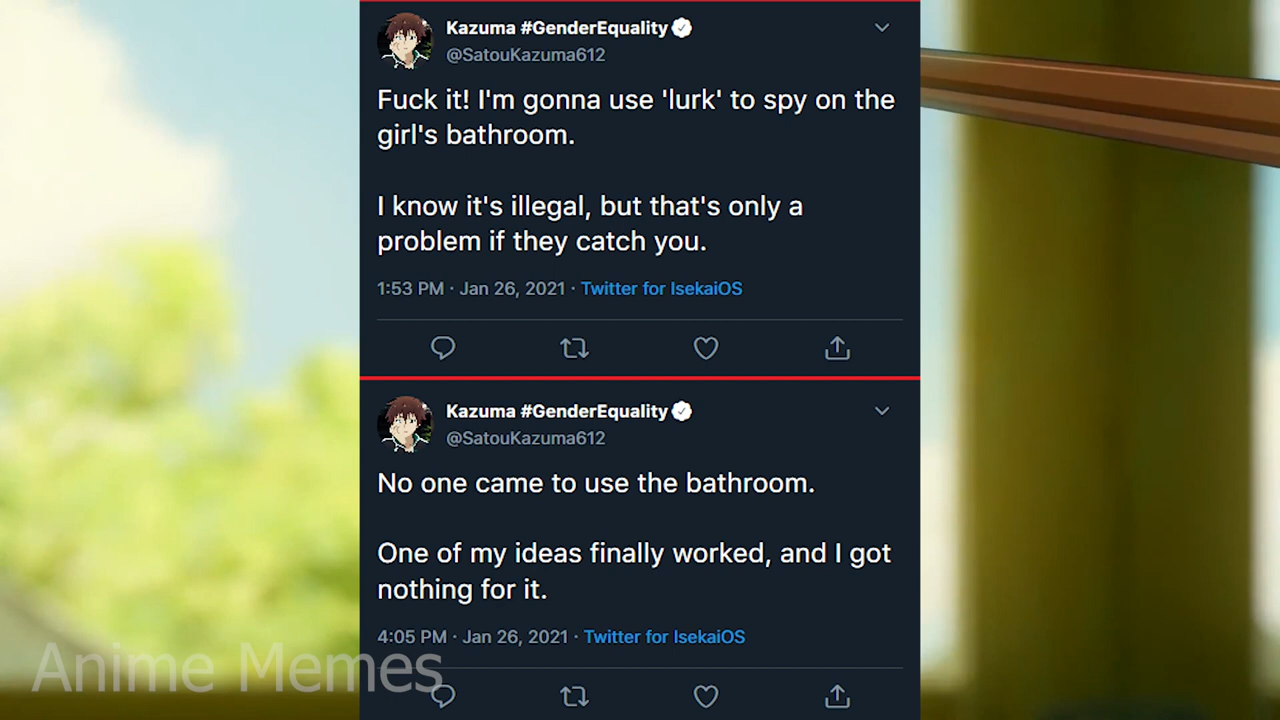 Kazuma #GenderEquality
@SatouKazuma612
Fuck it! I'm gonna use 'lurk' to spy on the
girl's bathroom.
I know it's illegal, but that's only a
problem if they catch you.
1:53 PM · Jan 26, 2021 · Twitter for IsekaiOS
Kazuma #GenderEquality
@SatouKazuma612
No one came to use the bathroom.
One of my ideas finally worked, and I got
nothing for it.
4:05 PM · Jan 26, 2021 · Twitter for IsekaiOS
Anime Memes